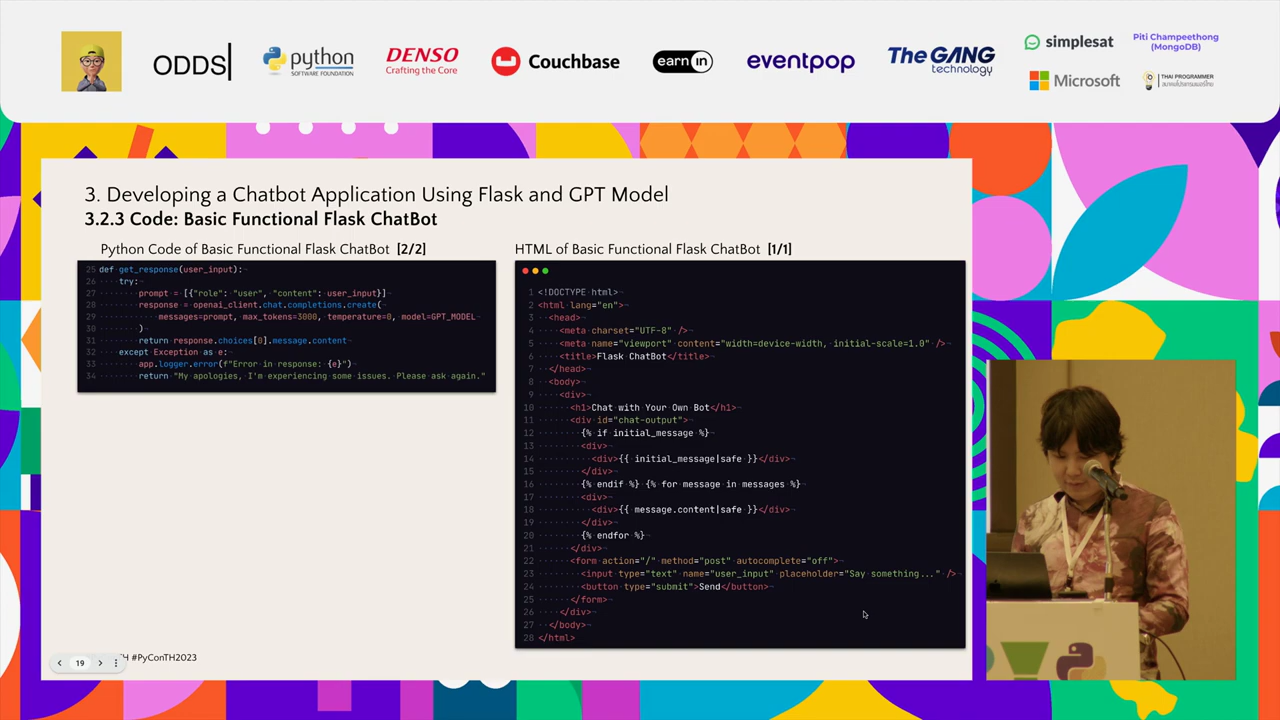 ODDS|
python
SOFTWARE FOUNDATION
DENSO
Crafting the Core
Couchbase
earnin
eventpop
The GANG
technology
simplesat
Piti Champeethong
(MongoDB)
Microsoft
THAI PROGRAMMER
3. Developing a Chatbot Application Using Flask and GPT Model
3.2.3 Code: Basic Functional Flask ChatBot
Python Code of Basic Functional Flask ChatBot [2/2]
25 def get_response(user_input):
26 try:
27 prompt = [{"role": "user", "content": user_input}]
28 response = openai_client.chat.completions.create(
29 messages=prompt, max_tokens=3000, temperature=0, model=GPT_MODEL
30 )
31 return response.choices[0].message.content
32 except Exception as e:
33 app.logger.error(f"Error in response: {e}")
34 return "My apologies, I'm experiencing some issues. Please ask again."
HTML of Basic Functional Flask ChatBot [1/1]
1 <!DOCTYPE html>
2 <html lang="en">
3 <head>
4 <meta charset="UTF-8" />
5 <meta name="viewport" content="width=device-width, initial-scale=1.0" />
6 <title>Flask ChatBot</title>
7 </head>
8 <body>
9 <div>
10 <h1>Chat with Your Own Bot</h1>
11 <div id="chat-output">
12 {% if initial_message %}
13 <div>
14 <div>{{ initial_message|safe }}</div>
15 </div>
16 {% endif %} {% for message in messages %}
17 <div>
18 <div>{{ message.content|safe }}</div>
19 </div>
20 {% endfor %}
21 </div>
22 <form action="/" method="post" autocomplete="off">
23 <input type="text" name="user_input" placeholder="Say something..." />
24 <button type="submit">Send</button>
25 </form>
26 </div>
27 </body>
28 </html>
19
#PyConTH2023